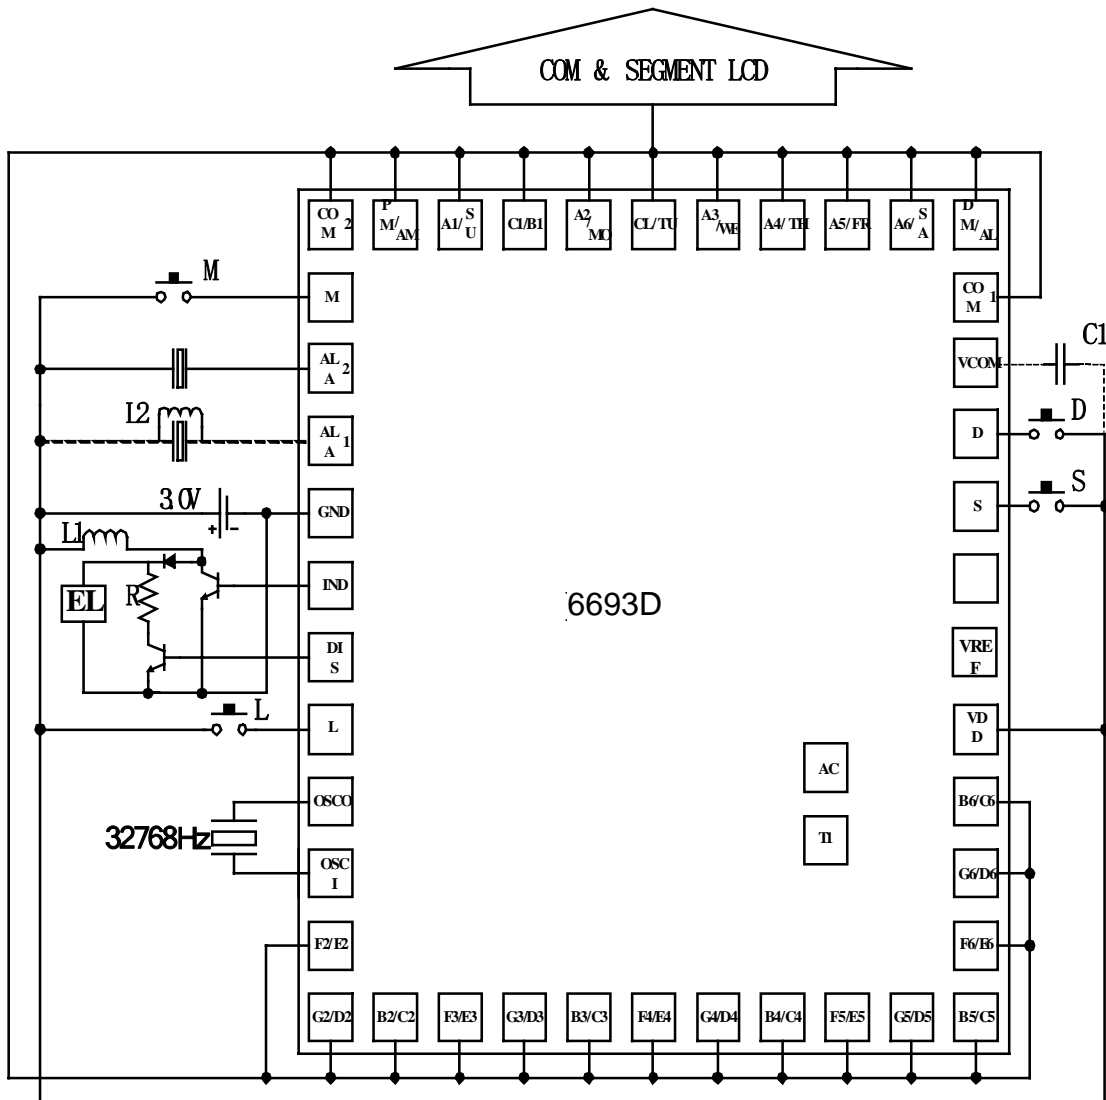 COM & SEGMENT LCD
COM2
PM/AM
A1/SU
C1/B1
A2/MO
CL/TU
A3/WE
A4/TH
A5/FR
A6/SA
DM/AL
M
M
COM1
ALA2
VCOM
C1
L2
ALA1
D
D
3.0V
+ -
GND
S
S
L1
EL
R
IND
6693D
DIS
VREF
L
L
VDD
AC
OSCO
B6/C6
32768Hz
T1
OSCI
G6/D6
F2/E2
F6/E6
G2/D2
B2/C2
F3/E3
G3/D3
B3/C3
F4/E4
G4/D4
B4/C4
F5/E5
G5/D5
B5/C5